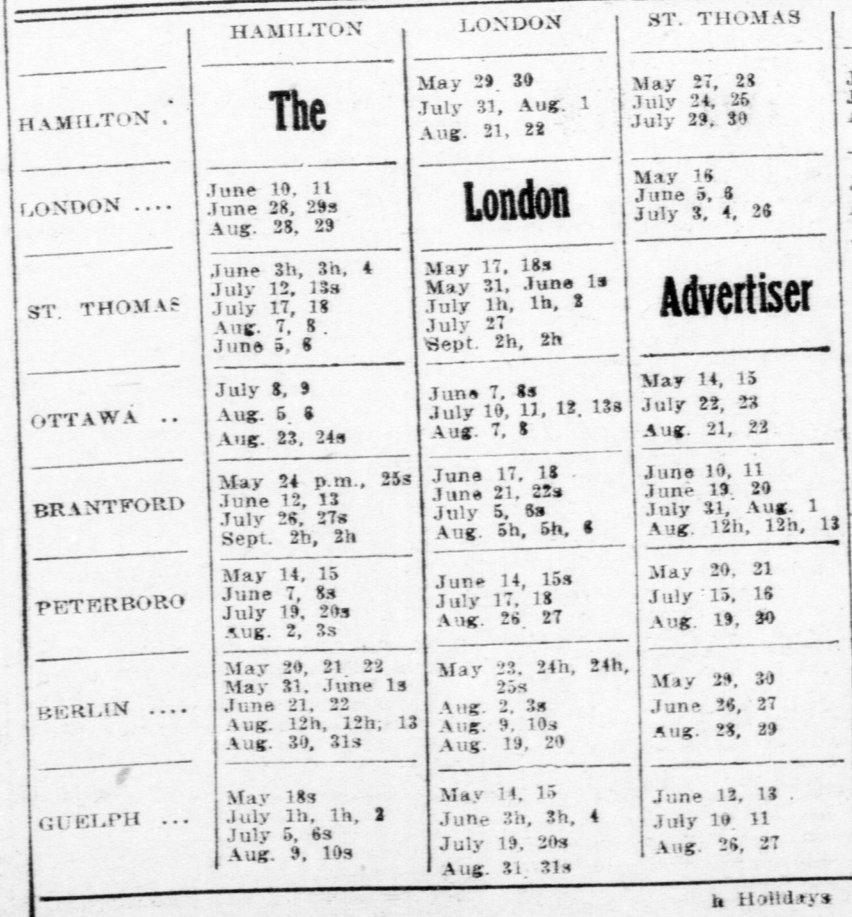 HAMILTON LONDON ST. THOMAS
HAMILTON .
The
May 29 30
July 31, Aug. 1
Aug. 21, 22
May 27, 28
July 24, 25
July 29, 30
LONDON ....
June 10, 11
June 28, 29s
Aug. 28, 29
London
May 16
June 5, 6
July 3, 4, 26
ST. THOMAS
June 3h, 3h, 4
July 12, 13s
July 17, 18
Aug. 7, 8
June 5, 6
May 17, 18s
May 31, June 1s
July 1h, 1h, 2
July 27
Sept. 2h, 2h
Advertiser
OTTAWA ..
July 8, 9
Aug. 5 6
Aug. 23, 24s
June 7, 8s
July 10, 11, 12, 13s
Aug. 7, 8
May 14, 15
July 22, 23
Aug. 21, 22
BRANTFORD
May 24 p.m., 25s
June 12, 13
July 26, 27s
Sept. 2h, 2h
June 17, 18
June 21, 22s
July 5, 6s
Aug. 5h, 5h, 6
June 10, 11
June 19 20
July 31, Aug. 1
Aug. 12h, 12h, 13
PETERBORO
May 14, 15
June 7, 8s
July 19, 20s
Aug. 2, 3s
June 14, 15s
July 17, 18
Aug. 26 27
May 20, 21
July 15, 16
Aug. 19, 30
BERLIN ....
May 20, 21 22
May 31, June 1s
June 21, 22
Aug. 12h, 12h, 13
Aug. 30, 31s
May 23, 24h, 24h,
25s
Aug. 2, 3s
Aug. 9, 10s
Aug. 19, 20
May 29, 30
June 26, 27
Aug. 28, 29
GUELPH ...
May 18s
July 1h, 1h, 2
July 5, 6s
Aug. 9, 10s
May 14, 15
June 3h, 3h, 4
July 19, 20s
Aug. 31 31s
June 12, 13
July 10 11
Aug. 26, 27
h Holidays